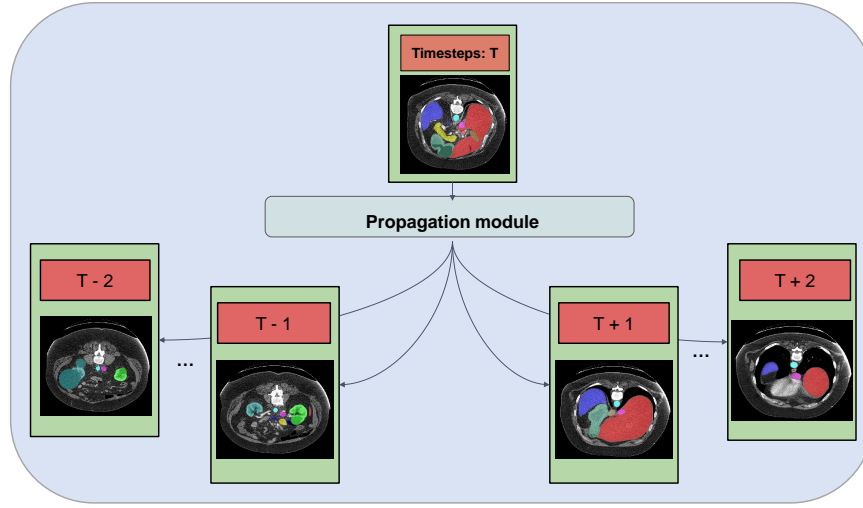 Timesteps: T
Propagation module
T - 2
T - 1
T + 1
T + 2
...
...